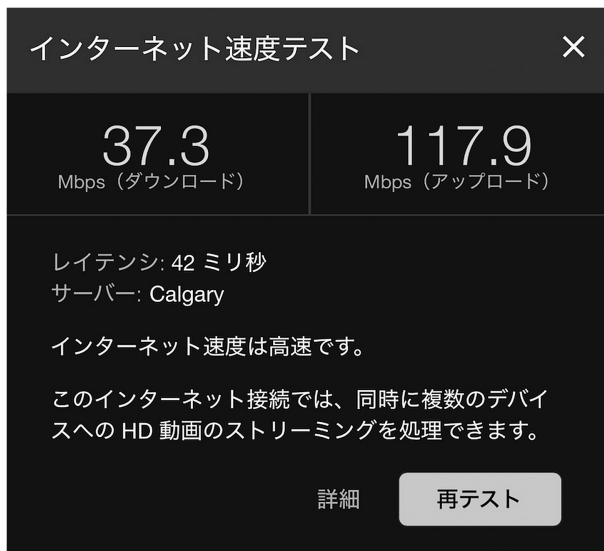 インターネット速度テスト ×
37.3
Mbps（ダウンロード）
117.9
Mbps（アップロード）
レイテンシ: 42 ミリ秒
サーバー: Calgary
インターネット速度は高速です。
このインターネット接続では、同時に複数のデバイ
スへの HD 動画のストリーミングを処理できます。
詳細
再テスト